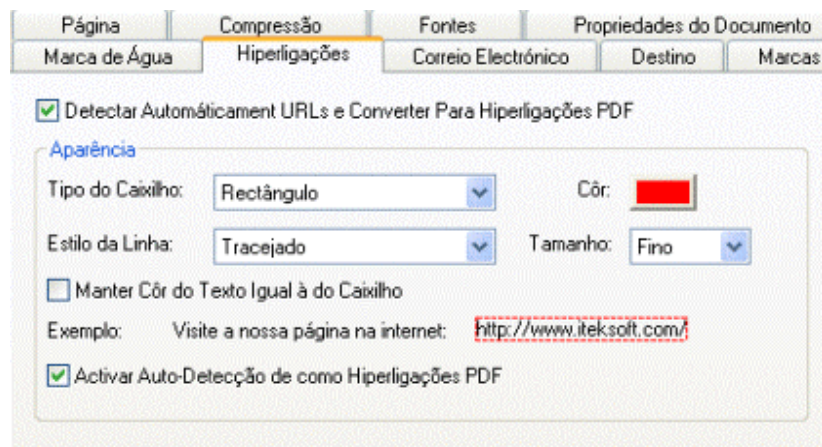 Página Compressão Fontes Propriedades do Documento
Marca de Água Hiperligações Correio Electrónico Destino Marcas
Detectar Automáticament URLs e Converter Para Hiperligações PDF
Aparência
Tipo do Caixilho: Rectângulo Côr:
Estilo da Linha: Tracejado Tamanho: Fino
Manter Côr do Texto Igual à do Caixilho
Exemplo: Visite a nossa página na internet: http://www.iteksoft.com/
Activar Auto-Detecção de como Hiperligações PDF